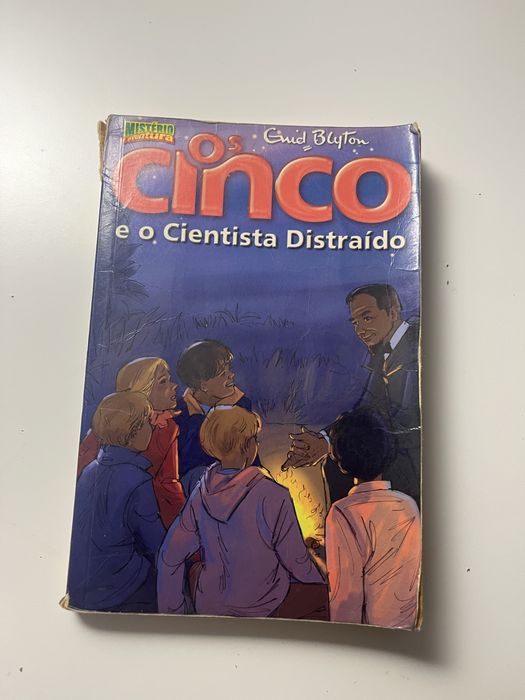 MISTÉRIO
Aventura
Enid Blyton
Os
CINCO
e o Cientista Distraído